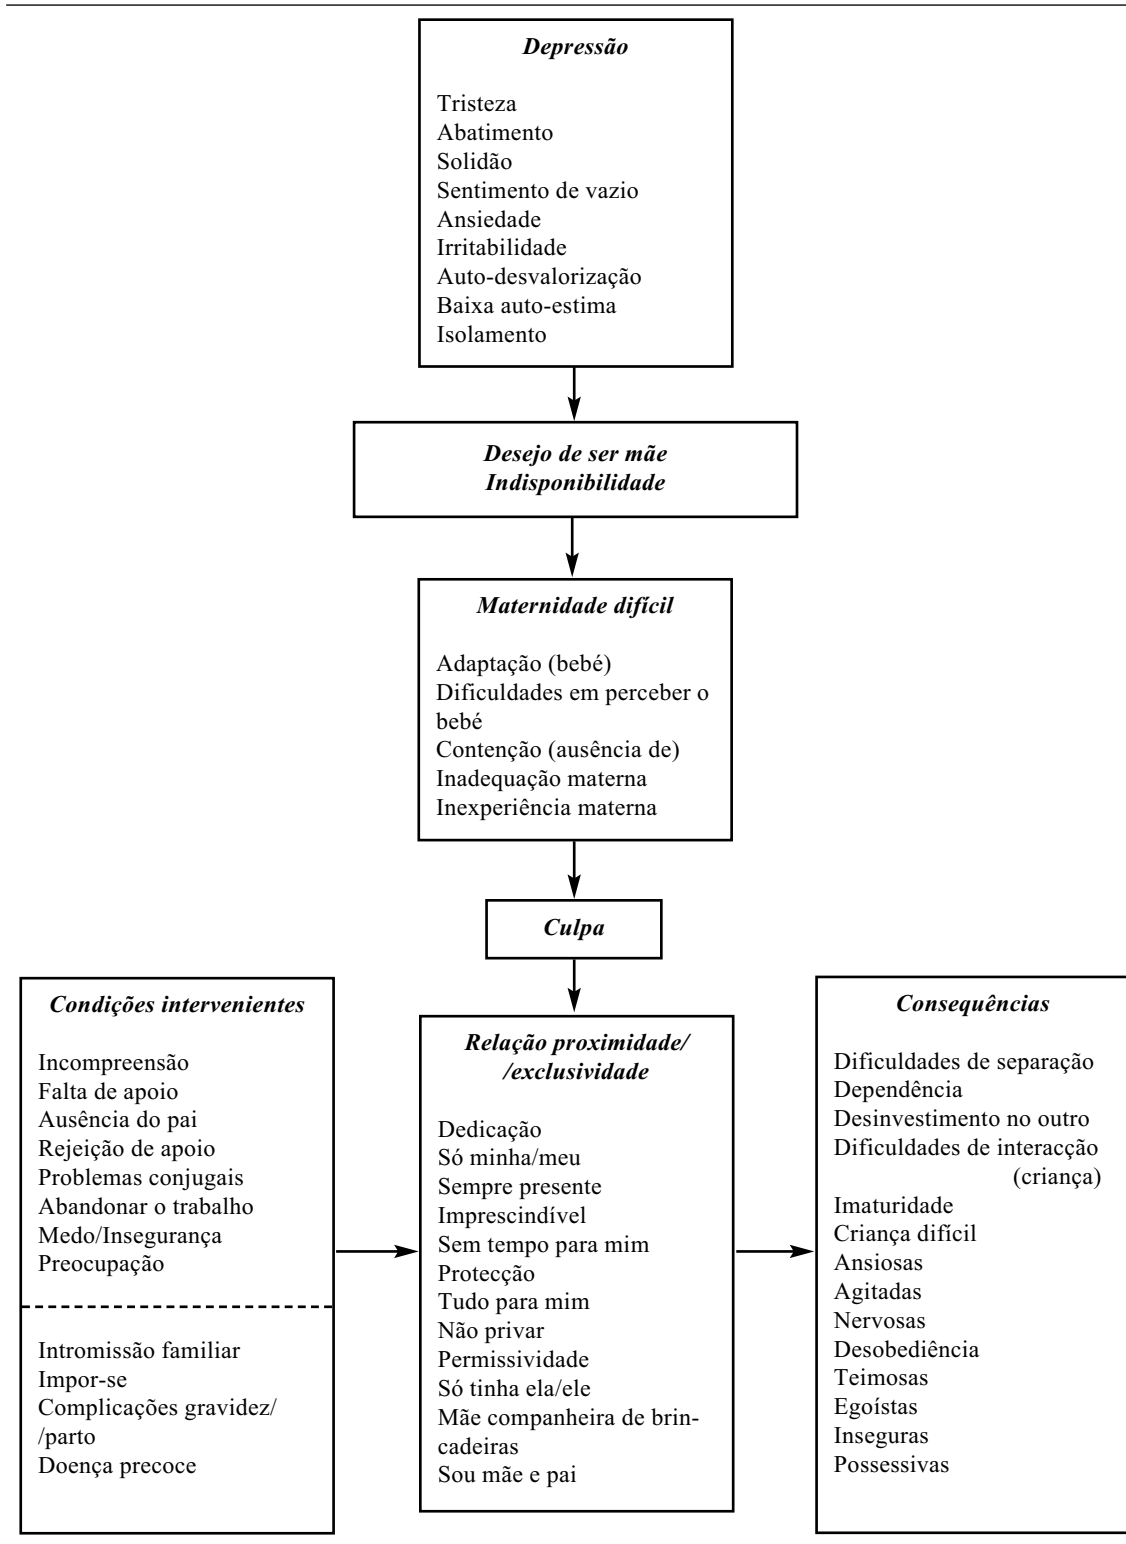 Depressão
Tristeza
Abatimento
Solidão
Sentimento de vazio
Ansiedade
Irritabilidade
Auto-desvalorização
Baixa auto-estima
Isolamento
Desejo de ser mãe
Indisponibilidade
Maternidade difícil
Adaptação (bebé)
Dificuldades em perceber o
bebé
Contenção (ausência de)
Inadequação materna
Inexperiência materna
Culpa
Condições intervenientes
Incompreensão
Falta de apoio
Ausência do pai
Rejeição de apoio
Problemas conjugais
Abandonar o trabalho
Medo/Insegurança
Preocupação
Intromissão familiar
Impor-se
Complicações gravidez/
/parto
Doença precoce
Relação proximidade/
/exclusividade
Dedicação
Só minha/meu
Sempre presente
Imprescindível
Sem tempo para mim
Protecção
Tudo para mim
Não privar
Permissividade
Só tinha ela/ele
Mãe companheira de brin-
cadeiras
Sou mãe e pai
Consequências
Dificuldades de separação
Dependência
Desinvestimento no outro
Dificuldades de interacção
(criança)
Imaturidade
Criança difícil
Ansiosas
Agitadas
Nervosas
Desobediência
Teimosas
Egoístas
Inseguras
Possessivas